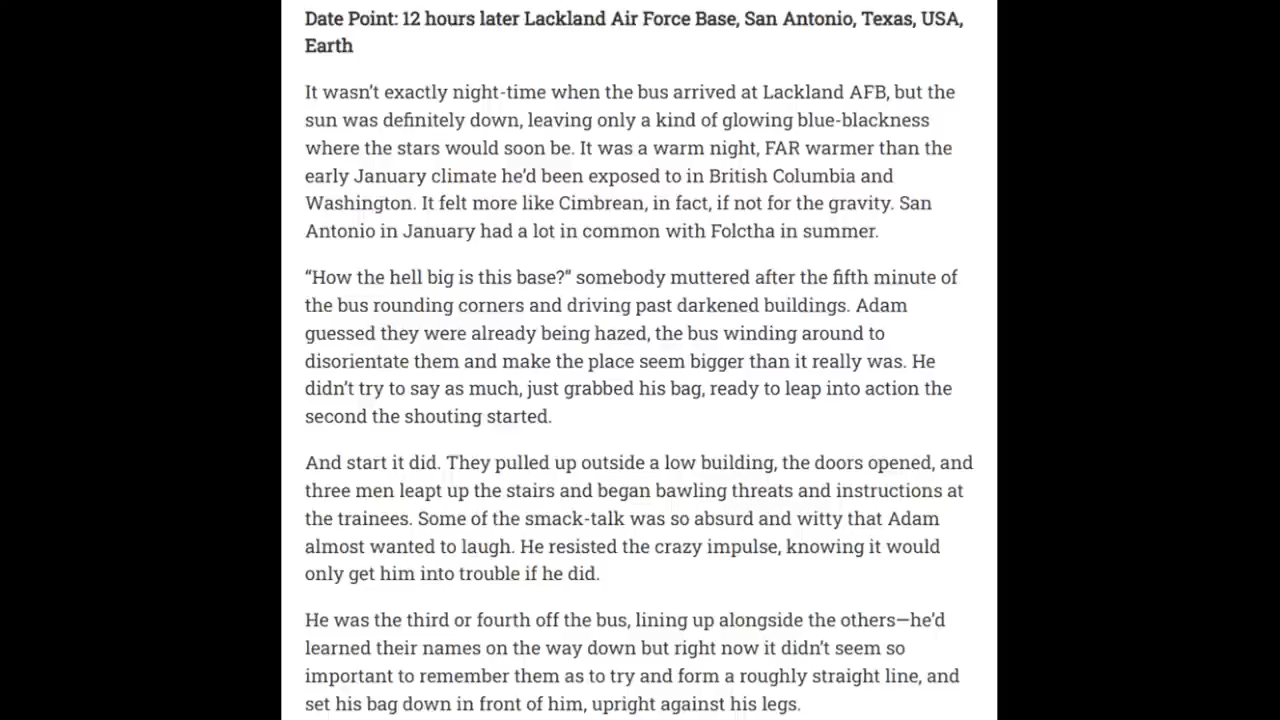 Date Point: 12 hours later Lackland Air Force Base, San Antonio, Texas, USA,
Earth
It wasn’t exactly night-time when the bus arrived at Lackland AFB, but the
sun was definitely down, leaving only a kind of glowing blue-blackness
where the stars would soon be. It was a warm night, FAR warmer than the
early January climate he’d been exposed to in British Columbia and
Washington. It felt more like Cimbrean, in fact, if not for the gravity. San
Antonio in January had a lot in common with Folctha in summer.
“How the hell big is this base?” somebody muttered after the fifth minute of
the bus rounding corners and driving past darkened buildings. Adam
guessed they were already being hazed, the bus winding around to
disorientate them and make the place seem bigger than it really was. He
didn’t try to say as much, just grabbed his bag, ready to leap into action the
second the shouting started.
And start it did. They pulled up outside a low building, the doors opened, and
three men leapt up the stairs and began bawling threats and instructions at
the trainees. Some of the smack-talk was so absurd and witty that Adam
almost wanted to laugh. He resisted the crazy impulse, knowing it would
only get him into trouble if he did.
He was the third or fourth off the bus, lining up alongside the others—he’d
learned their names on the way down but right now it didn’t seem so
important to remember them as to try and form a roughly straight line, and
set his bag down in front of him, upright against his legs.